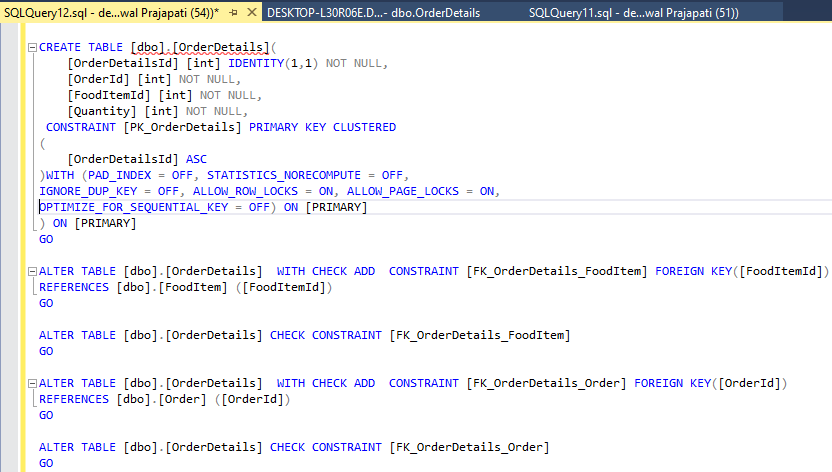 SQLQuery12.sql - de...wal Prajapati (54))* DESKTOP-L30R06E.D...- dbo.OrderDetails SQLQuery11.sql - de...wal Prajapati (51))
CREATE TABLE [dbo].[OrderDetails](
[OrderDetailsId] [int] IDENTITY(1,1) NOT NULL,
[OrderId] [int] NOT NULL,
[FoodItemId] [int] NOT NULL,
[Quantity] [int] NOT NULL,
CONSTRAINT [PK_OrderDetails] PRIMARY KEY CLUSTERED
(
[OrderDetailsId] ASC
)WITH (PAD_INDEX = OFF, STATISTICS_NORECOMPUTE = OFF,
IGNORE_DUP_KEY = OFF, ALLOW_ROW_LOCKS = ON, ALLOW_PAGE_LOCKS = ON,
OPTIMIZE_FOR_SEQUENTIAL_KEY = OFF) ON [PRIMARY]
) ON [PRIMARY]
GO
ALTER TABLE [dbo].[OrderDetails]  WITH CHECK ADD  CONSTRAINT [FK_OrderDetails_FoodItem] FOREIGN KEY([FoodItemId])
REFERENCES [dbo].[FoodItem] ([FoodItemId])
GO
ALTER TABLE [dbo].[OrderDetails] CHECK CONSTRAINT [FK_OrderDetails_FoodItem]
GO
ALTER TABLE [dbo].[OrderDetails]  WITH CHECK ADD  CONSTRAINT [FK_OrderDetails_Order] FOREIGN KEY([OrderId])
REFERENCES [dbo].[Order] ([OrderId])
GO
ALTER TABLE [dbo].[OrderDetails] CHECK CONSTRAINT [FK_OrderDetails_Order]
GO